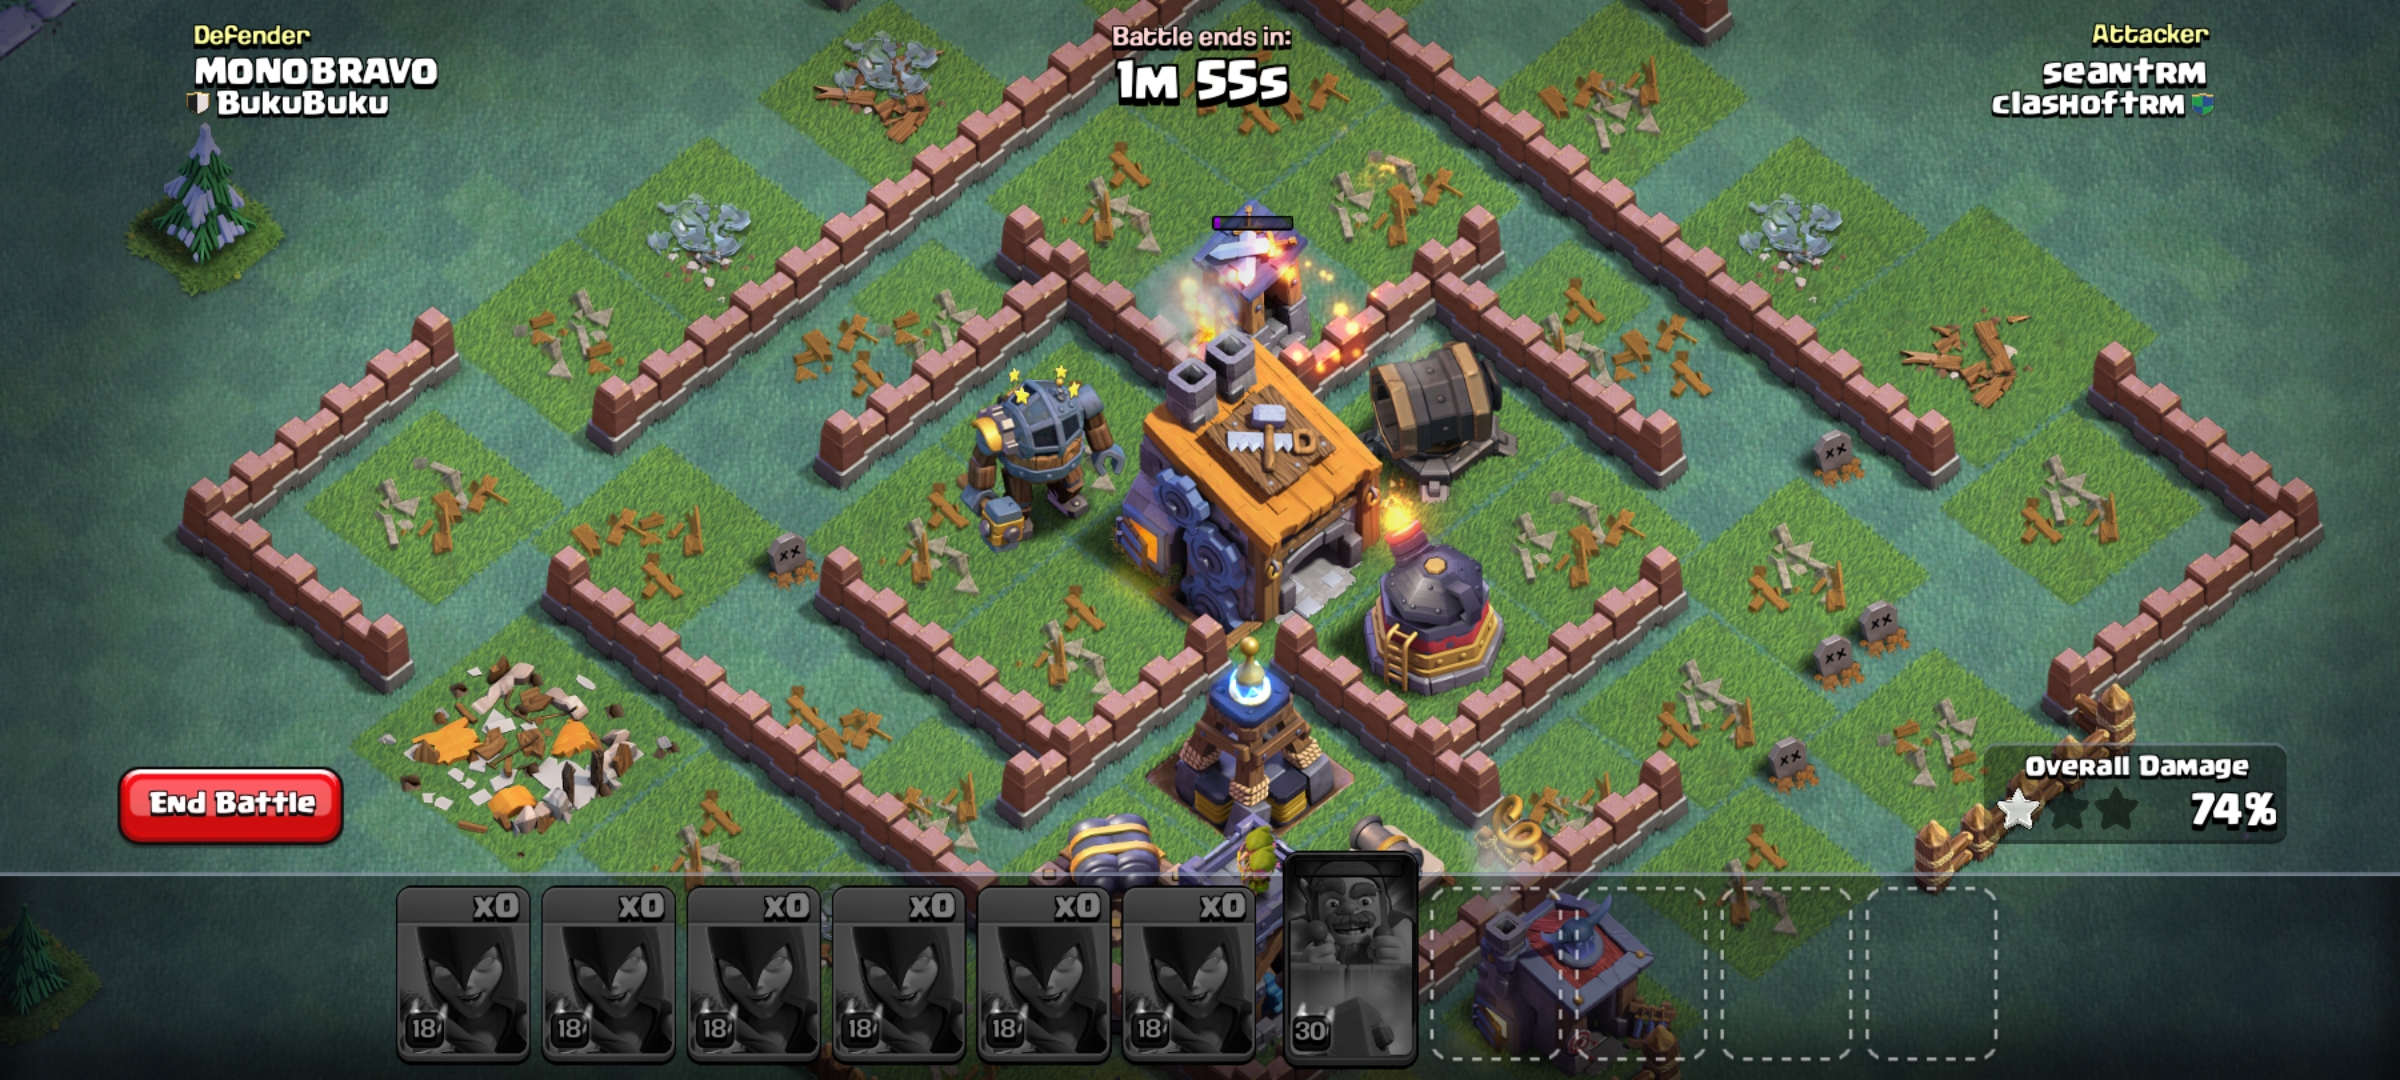 Defender
MONOBRAVO
BukuBuku
Battle ends in:
1M 55s
Attacker
seantrm
clashoftrm
End Battle
Overall Damage
74%
x0 x0 x0 x0 x0 x0
18 18 18 18 18 18 30